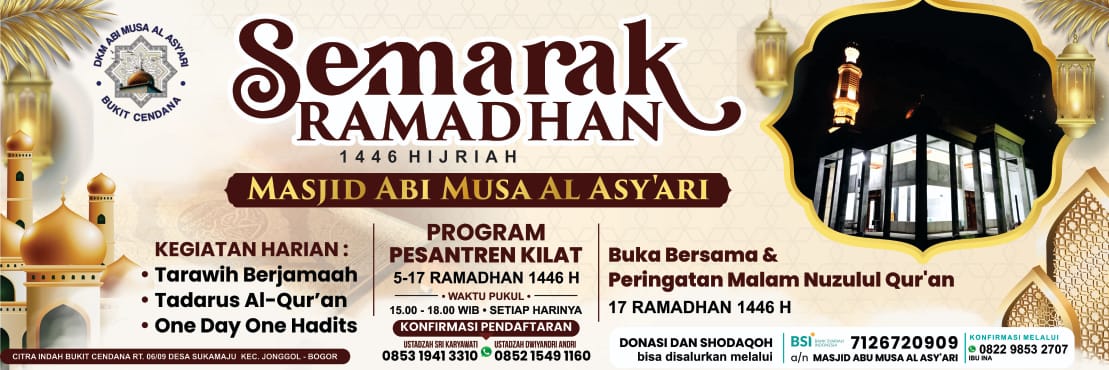 DKM ABI MUSA AL ASY'ARI
BUKIT CENDANA
Semarak
RAMADHAN
1446 HIJRIAH
MASJID ABI MUSA AL ASY'ARI
KEGIATAN HARIAN :
• Tarawih Berjamaah
• Tadarus Al-Qur'an
• One Day One Hadits
PROGRAM
PESANTREN KILAT
5-17 RAMADHAN 1446 H
• WAKTU PUKUL •
15.00 - 18.00 WIB • SETIAP HARINYA
KONFIRMASI PENDAFTARAN
USTADZAH SRI KARYAWATI
0853 1941 3310
USTADZAH DWIYANDRI ANDRI
0852 1549 1160
Buka Bersama &
Peringatan Malam Nuzulul Qur'an
17 RAMADHAN 1446 H
CITRA INDAH BUKIT CENDANA RT. 06/09 DESA SUKAMAJU KEC. JONGGOL - BOGOR
DONASI DAN SHODAQOH
bisa disalurkan melalui
BSI BANK SYARIAH INDONESIA 7126720909
a/n MASJID ABU MUSA AL ASY'ARI
KONFIRMASI MELALUI
0822 9853 2707
IBU INA